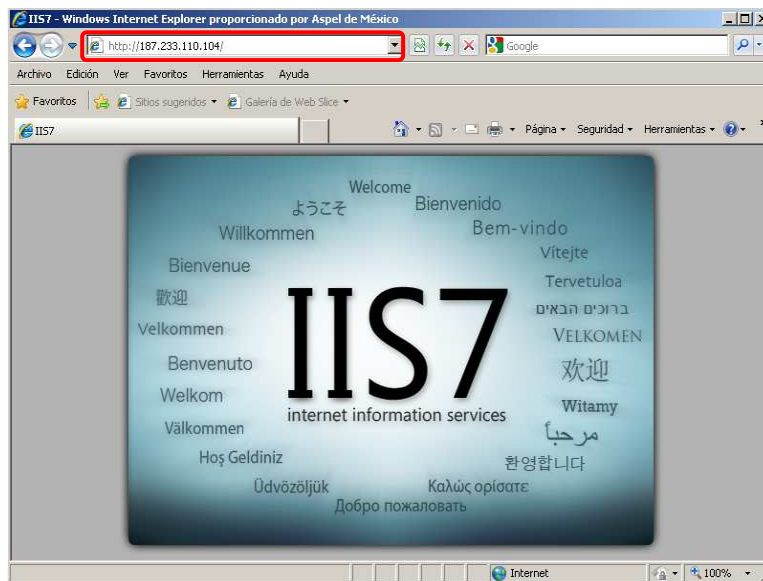 IIS7 - Windows Internet Explorer proporcionado por Aspel de México
http://187.233.110.104/
Google
Archivo Edición Ver Favoritos Herramientas Ayuda
Favoritos Sitios sugeridos Galería de Web Slice
IIS7 Página Seguridad Herramientas
Welcome
ようこそ Bienvenido
Willkommen Bem-vindo
Vítejte
Bienvenue
Tervetuloa
歡迎
ברוכים הבאים
Velkommen VELKOMEN
Benvenuto 欢迎
Welkom Witamy
Välkommen مرحباً
Hoş Geldiniz 환영합니다
Üdvözöljük Καλώς ορίσατε
Добро пожаловать
IIS7
internet information services
Internet 100%